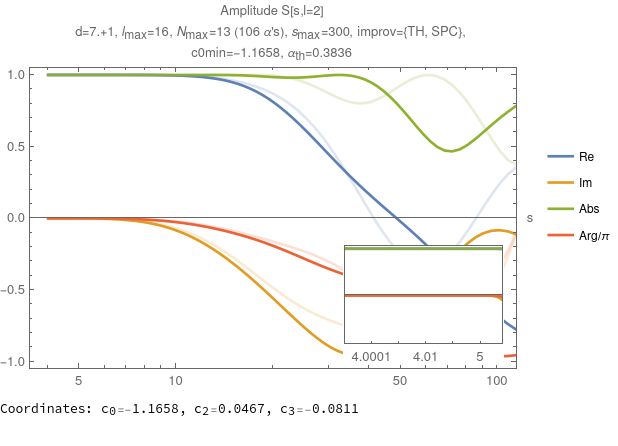 Amplitude S[s,l=2]
d=7.+1, lmax=16, Nmax=13 (106 α's), smax=300, improv={TH, SPC},
c0min=-1.1658, αth=0.3836
1.0
0.5
0.0
-0.5
-1.0
s
Re
Im
Abs
Arg/π
4.0001 4.01 5
5 10 50 100
Coordinates: c0=-1.1658, c2=0.0467, c3=-0.0811